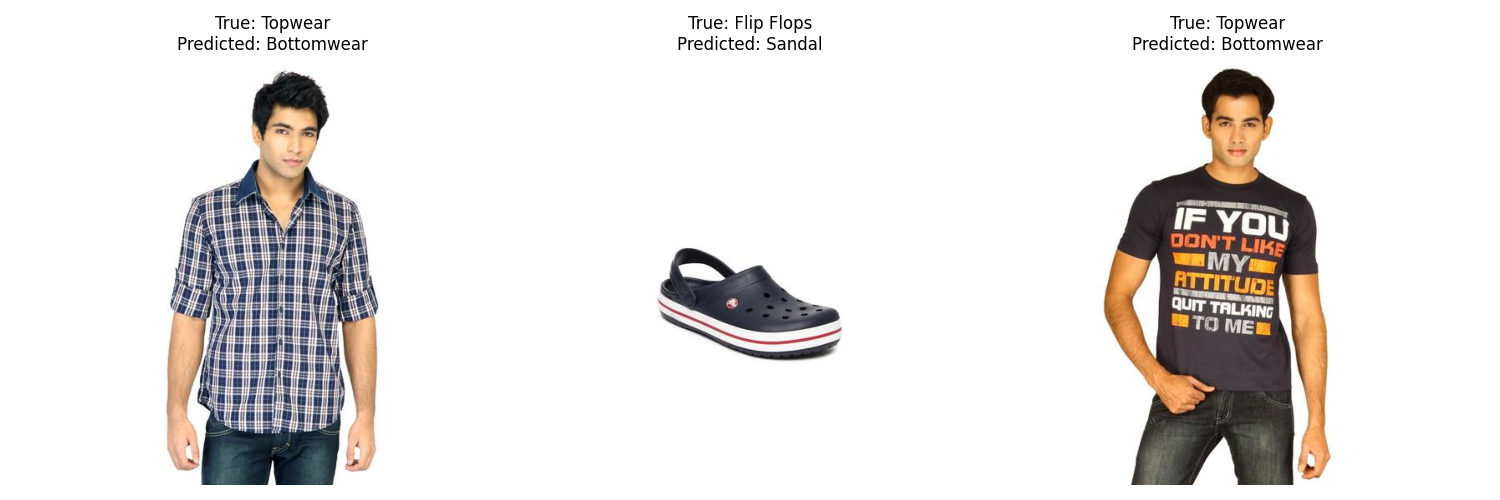 True: Topwear
Predicted: Bottomwear
True: Flip Flops
Predicted: Sandal
True: Topwear
Predicted: Bottomwear
IF YOU
DON'T LIKE
MY
ATTITUDE
QUIT TALKING
TO ME